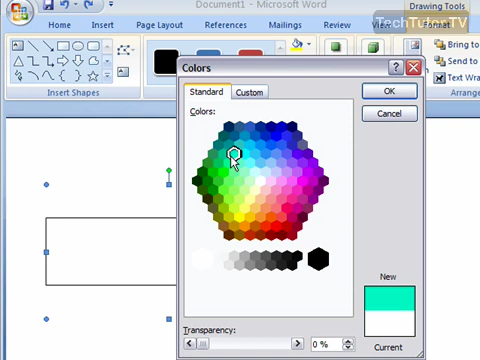 Document1 - Microsoft Word
Drawing Tools
TechTutorTV
Home
Insert
Page Layout
References
Mailings
Review
View
Format
Bring to
Send to
Text Wra
Insert Shapes
Arrange
Colors
Standard
Custom
OK
Cancel
Colors:
New
Current
Transparency:
0 %